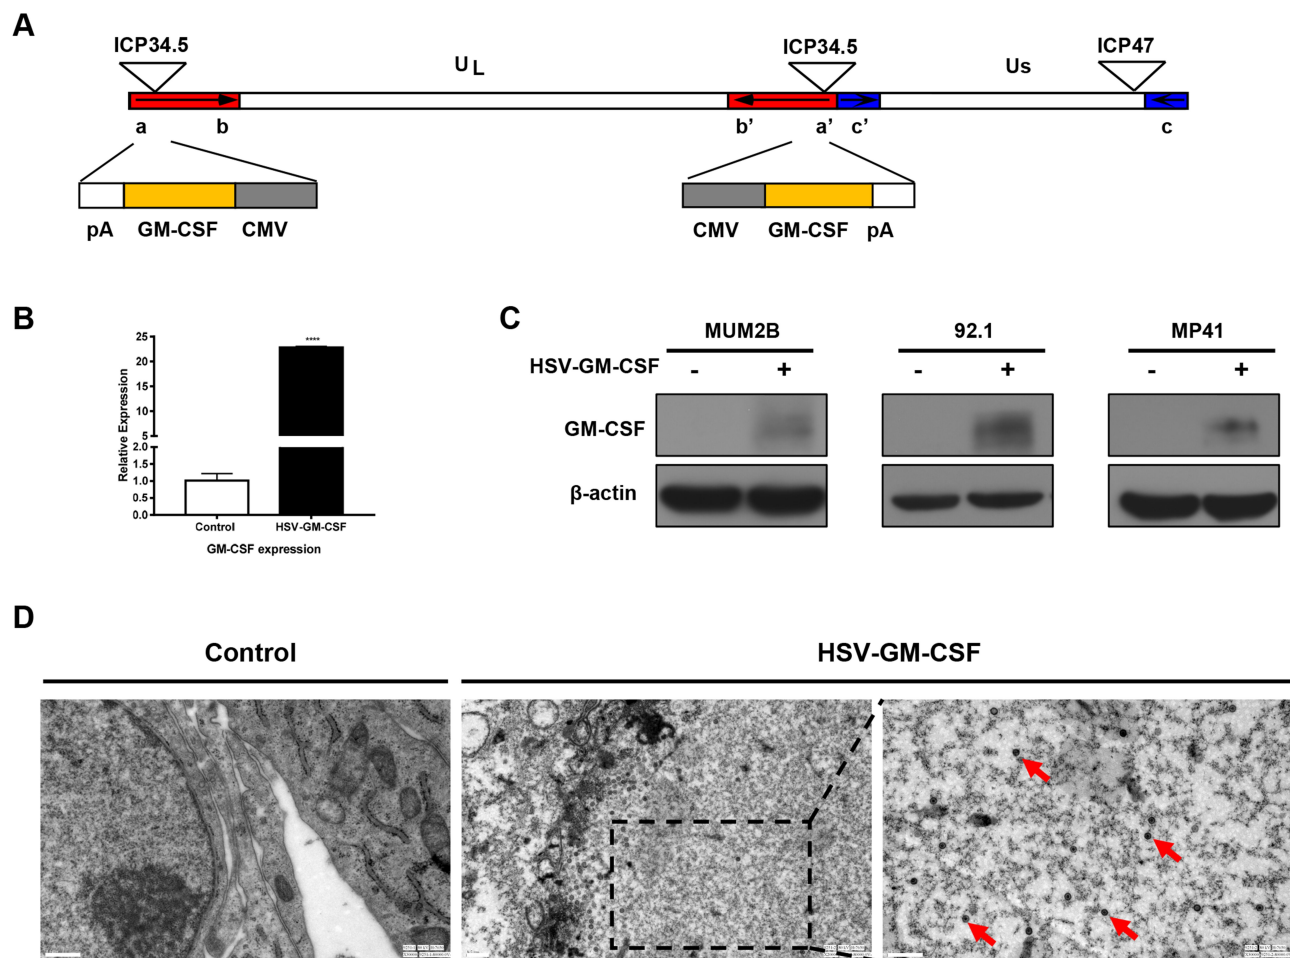 A
ICP34.5
UL
ICP34.5
Us
ICP47
a
b
b’
a’
c’
c
pA
GM-CSF
CMV
CMV
GM-CSF
pA
B
Relative Expression
25
20
15
10
5
2.0
1.5
1.0
0.5
0.0
****
Control
HSV-GM-CSF
GM-CSF expression
C
MUM2B
92.1
MP41
HSV-GM-CSF
-
+
-
+
-
+
GM-CSF
β-actin
D
Control
HSV-GM-CSF